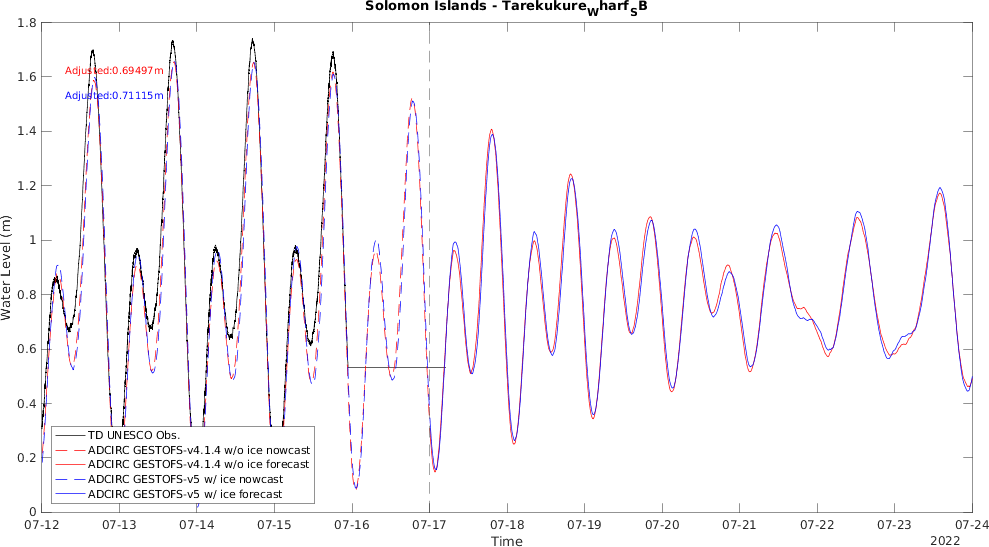 Solomon Islands - TarekukureWharfSB
1.8
1.6
1.4
1.2
1
0.8
0.6
0.4
0.2
0
Water Level (m)
Adjusted:0.69497m
Adjusted:0.71115m
TD UNESCO Obs.
ADCIRC GESTOFS-v4.1.4 w/o ice nowcast
ADCIRC GESTOFS-v4.1.4 w/o ice forecast
ADCIRC GESTOFS-v5 w/ ice nowcast
ADCIRC GESTOFS-v5 w/ ice forecast
07-12 07-13 07-14 07-15 07-16 07-17 07-18 07-19 07-20 07-21 07-22 07-23 07-24
Time
2022